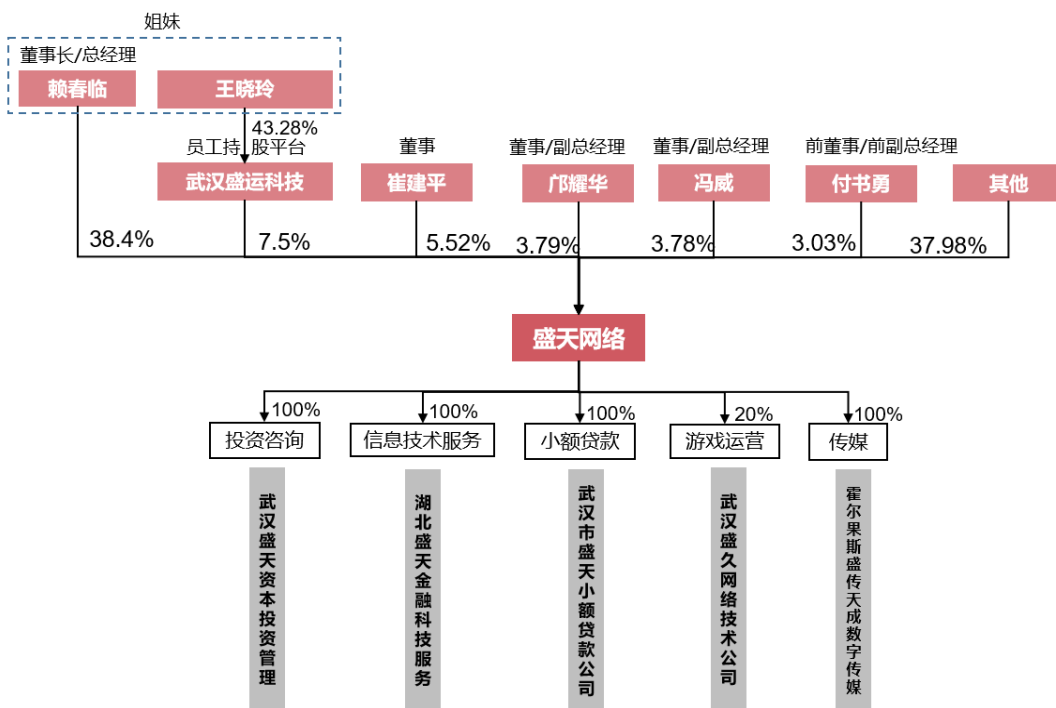 姐妹
董事长/总经理
赖春临
王晓玲
43.28%
员工持 股平台
董事
董事/副总经理
董事/副总经理
前董事/前副总经理
武汉盛运科技
崔建平
邝耀华
冯威
付书勇
其他
38.4%
7.5%
5.52%
3.79%
3.78%
3.03%
37.98%
盛天网络
100%
100%
100%
20%
100%
投资咨询
信息技术服务
小额贷款
游戏运营
传媒
武汉盛天资本投资管理
湖北盛天金融科技服务
武汉市盛天小额贷款公司
武汉盛久网络技术公司
霍尔果斯盛传天成数字传媒